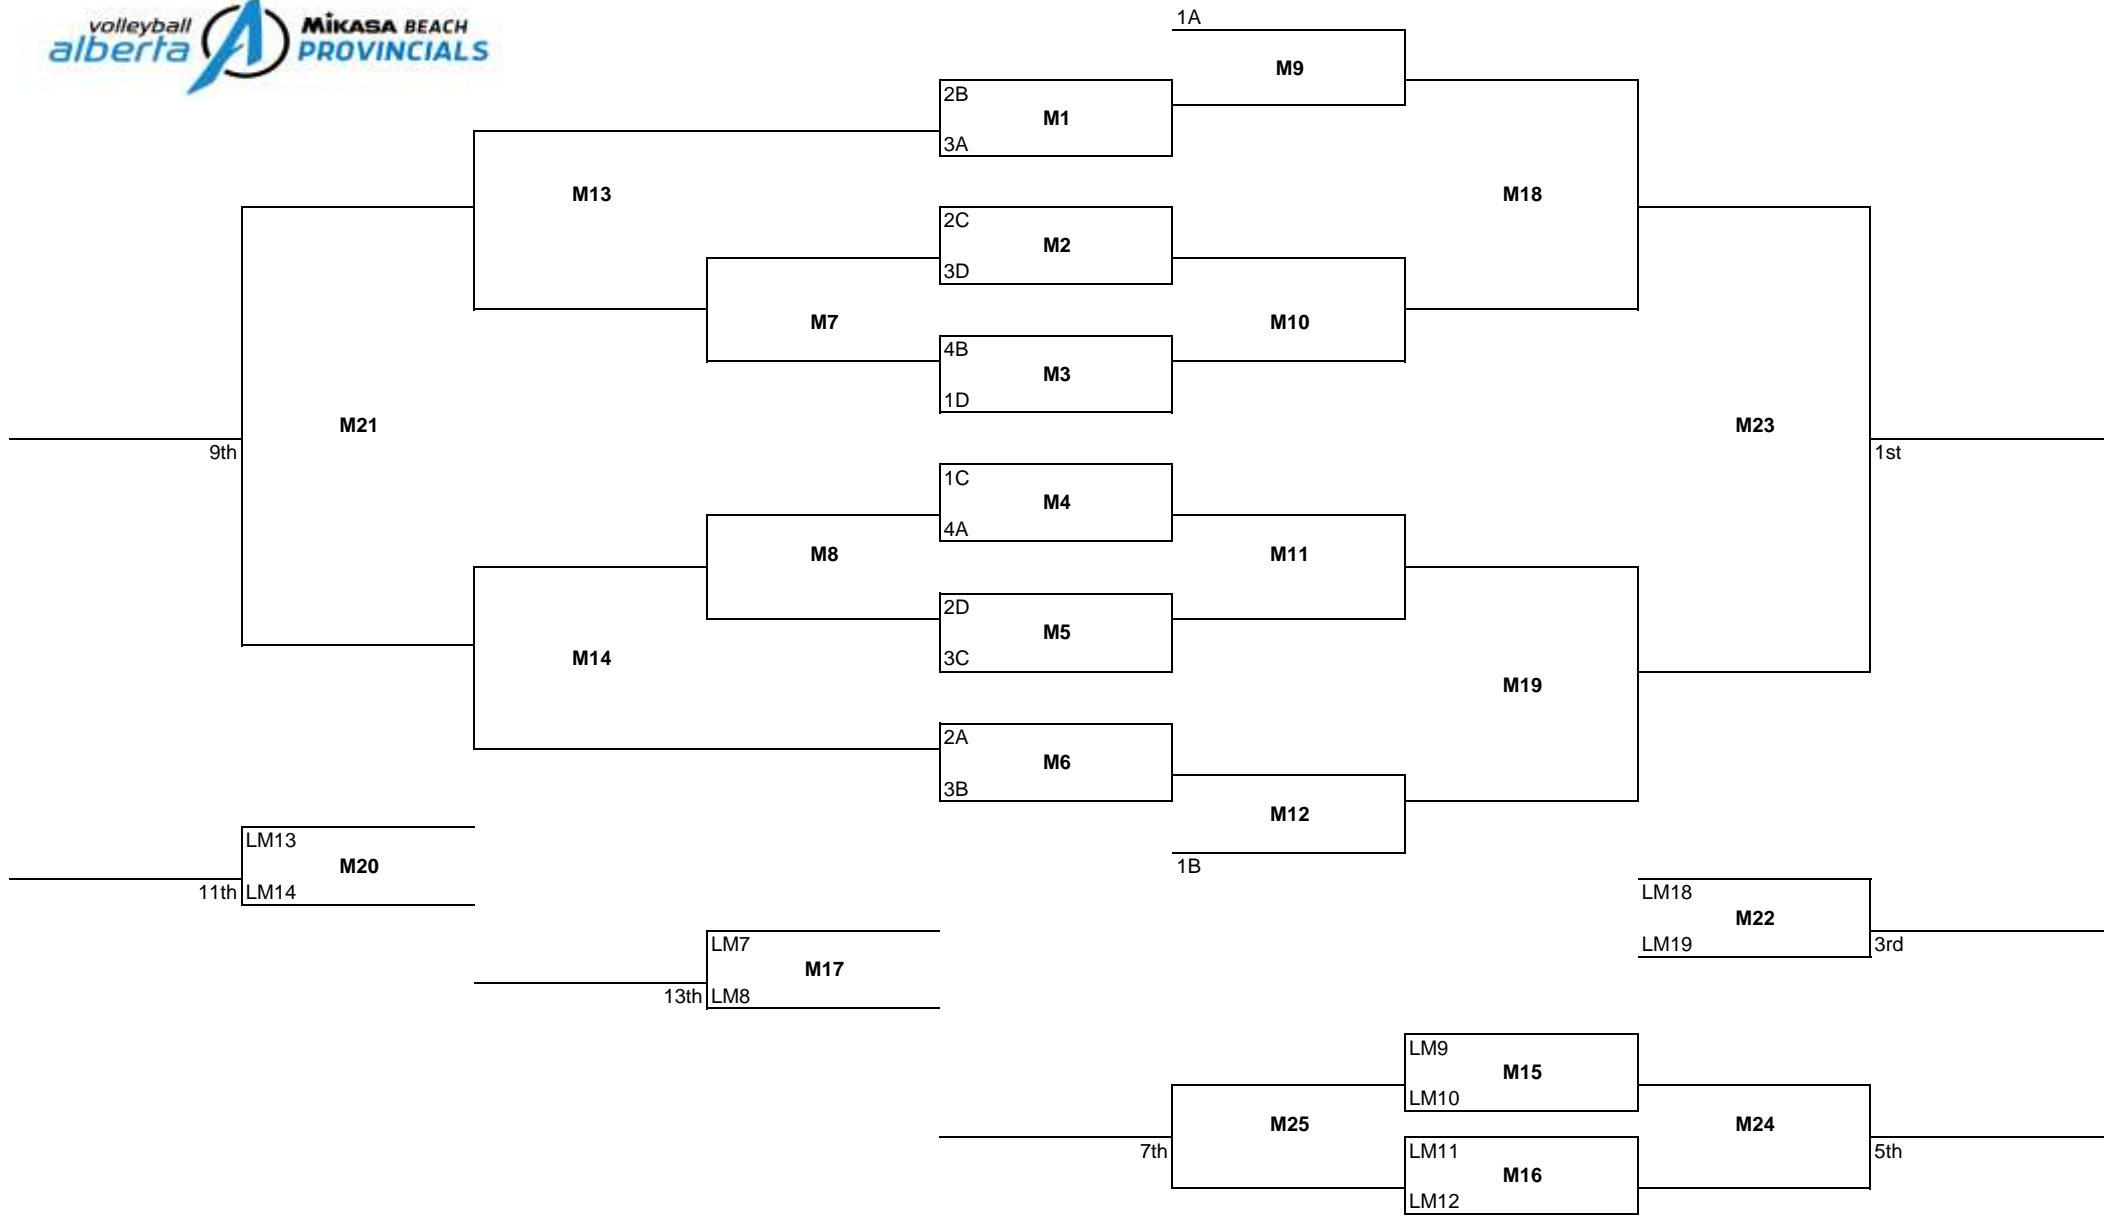 volleyball
alberta
MiKASA BEACH
PROVINCIALS
1A
M9
2B
M1
3A
M13
M18
2C
M2
3D
M7
M10
4B
M3
1D
M21
M23
9th
1st
1C
M4
4A
M8
M11
2D
M5
3C
M14
M19
2A
M6
3B
M12
1B
LM13
M20
11th LM14
LM18
M22
LM19
3rd
LM7
M17
13th LM8
LM9
M15
LM10
M25
M24
7th
5th
LM11
M16
LM12